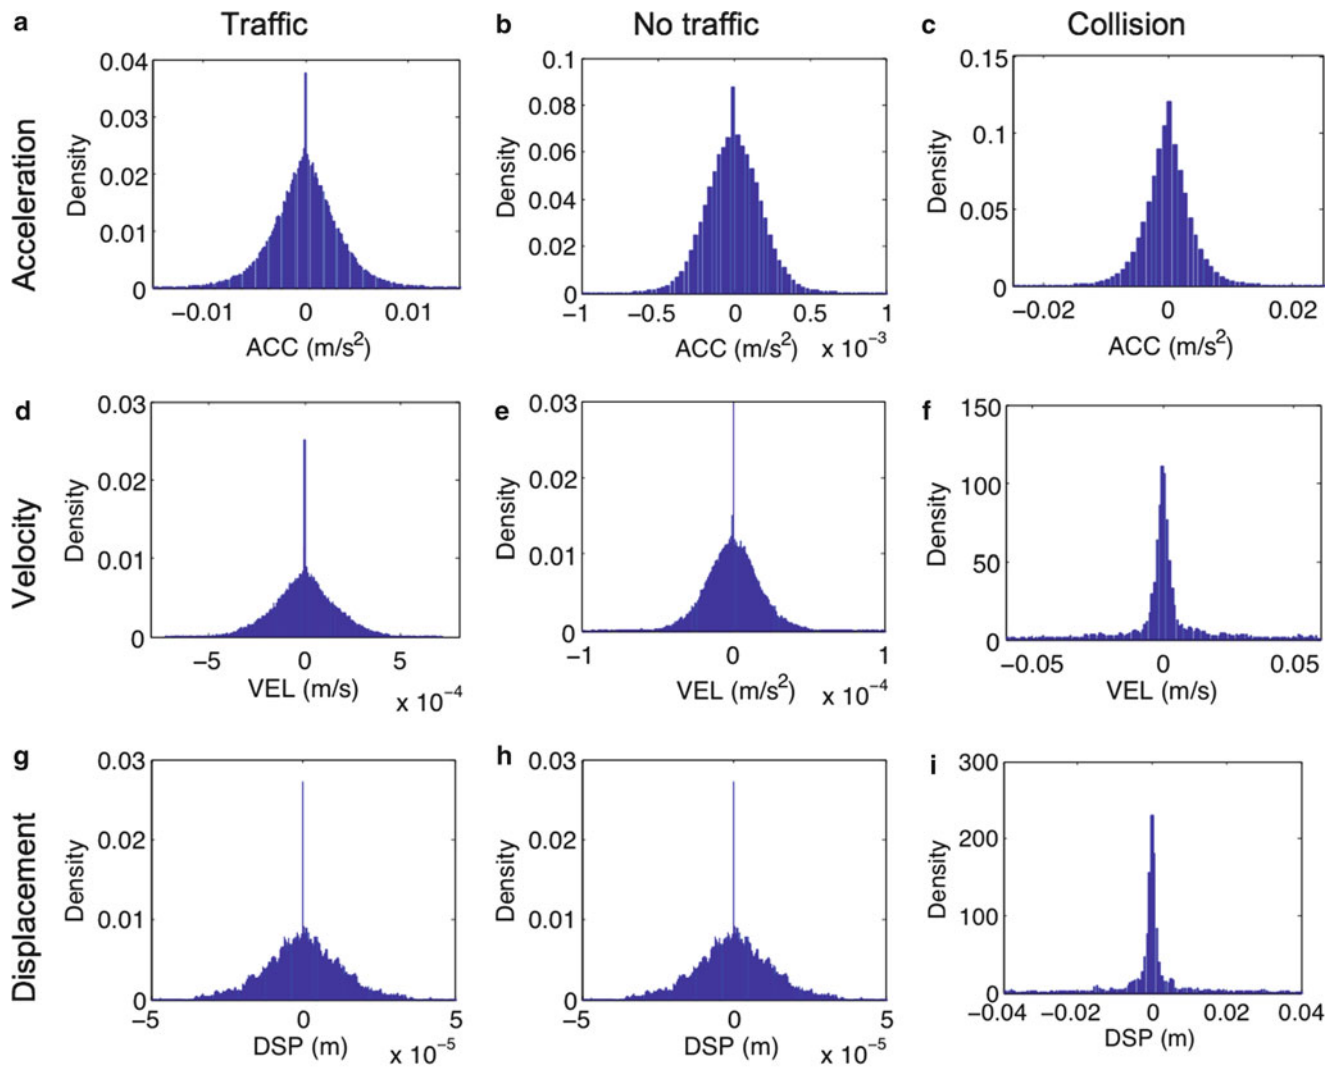 a Traffic b No traffic c Collision
Acceleration
Density
0.04
0.03
0.02
0.01
0
−0.01 0 0.01
ACC (m/s²)
Density
0.1
0.08
0.06
0.04
0.02
0
−1 −0.5 0 0.5 1
ACC (m/s²) x 10⁻³
Density
0.15
0.1
0.05
0
−0.02 0 0.02
ACC (m/s²)
Velocity
d
Density
0.03
0.02
0.01
0
−5 0 5
VEL (m/s) x 10⁻⁴
e
Density
0.03
0.02
0.01
0
−1 0 1
VEL (m/s²) x 10⁻⁴
f
Density
150
100
50
0
−0.05 0 0.05
VEL (m/s)
Displacement
g
Density
0.03
0.02
0.01
0
−5 0 5
DSP (m) x 10⁻⁵
h
Density
0.03
0.02
0.01
0
−5 0 5
DSP (m) x 10⁻⁵
i
Density
300
200
100
0
−0.04 −0.02 0 0.02 0.04
DSP (m)